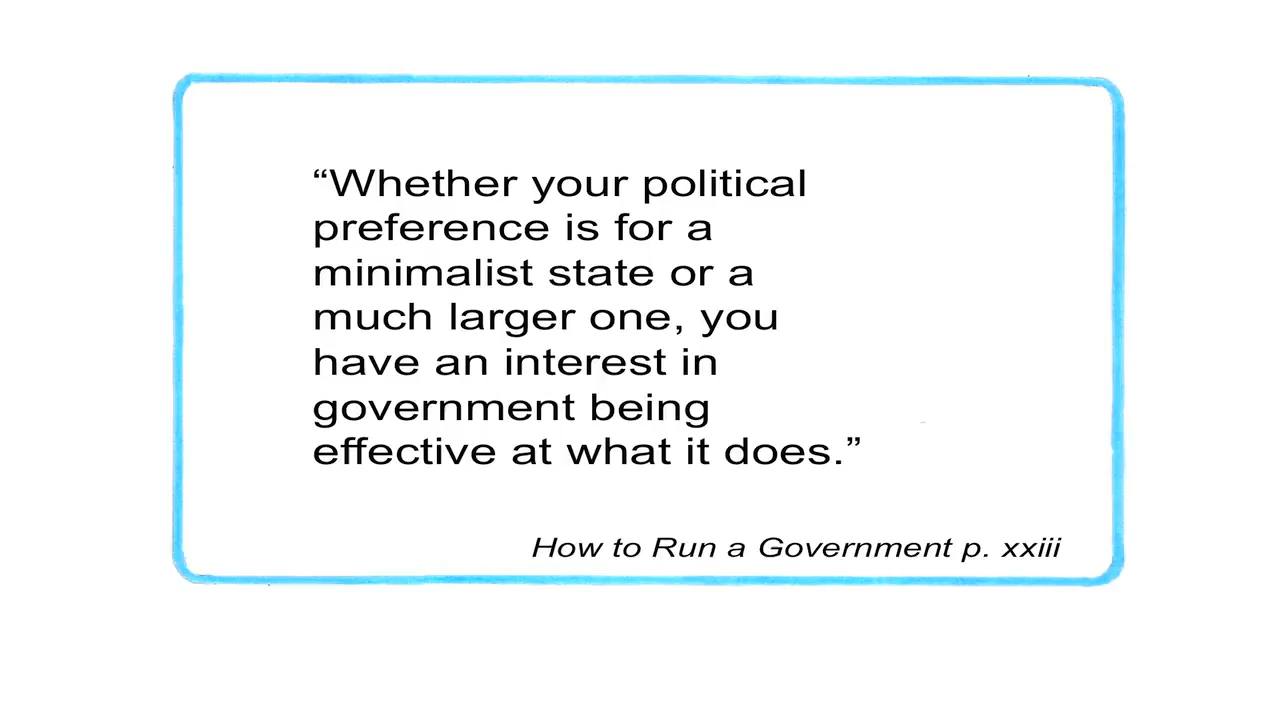 “Whether your political
preference is for a
minimalist state or a
much larger one, you
have an interest in
government being
effective at what it does.”
How to Run a Government p. xxiii